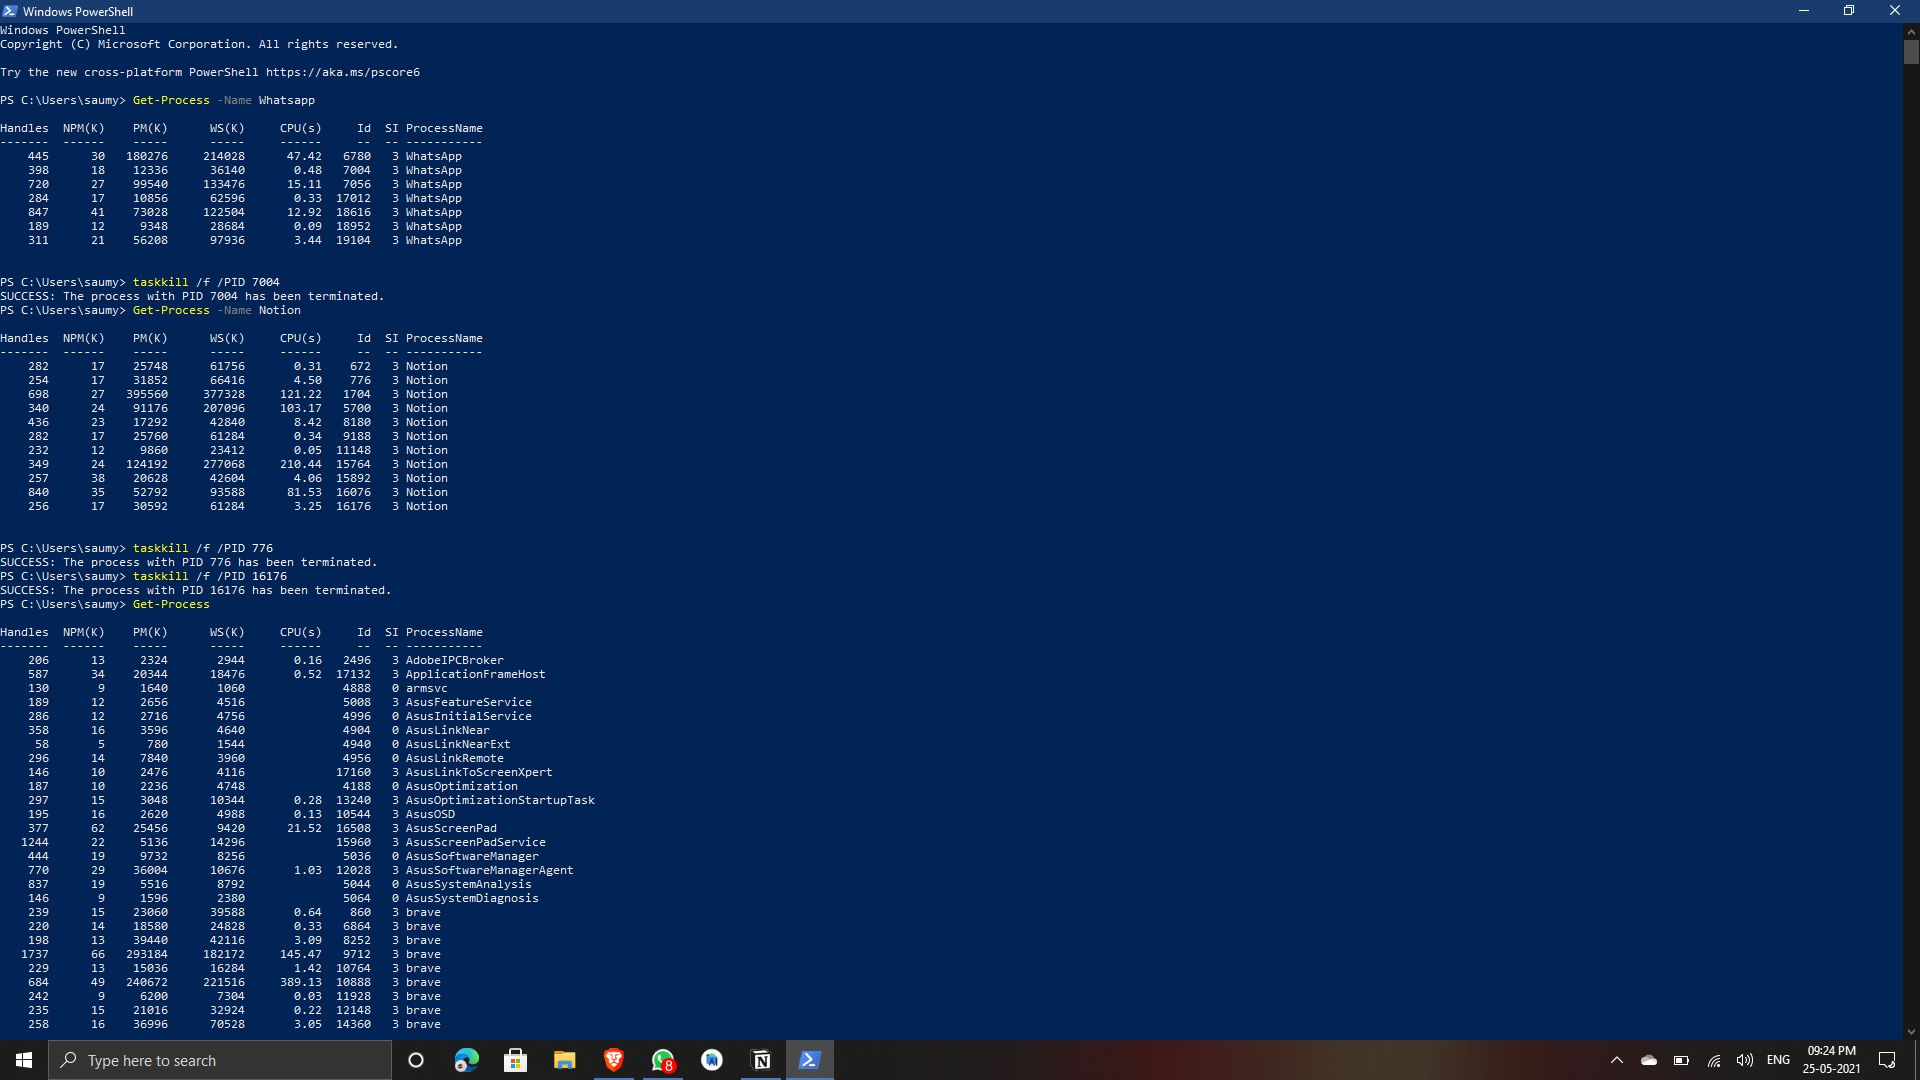 Windows PowerShell
Windows PowerShell
Copyright (C) Microsoft Corporation. All rights reserved.
Try the new cross-platform PowerShell https://aka.ms/pscore6
PS C:\Users\saumy> Get-Process -Name Whatsapp
Handles  NPM(K)    PM(K)      WS(K)     CPU(s)     Id  SI ProcessName
-------  ------    -----      -----     ------     --  -- -----------
    445      30   180276     214028      47.42   6780   3 WhatsApp
    398      18    12336      36140       0.48   7004   3 WhatsApp
    720      27    99540     133476      15.11   7056   3 WhatsApp
    284      17    10856      62596       0.33  17012   3 WhatsApp
    847      41    73028     122504      12.92  18616   3 WhatsApp
    189      12     9348      28684       0.09  18952   3 WhatsApp
    311      21    56208      97936       3.44  19104   3 WhatsApp
PS C:\Users\saumy> taskkill /f /PID 7004
SUCCESS: The process with PID 7004 has been terminated.
PS C:\Users\saumy> Get-Process -Name Notion
Handles  NPM(K)    PM(K)      WS(K)     CPU(s)     Id  SI ProcessName
-------  ------    -----      -----     ------     --  -- -----------
    282      17    25748      61756       0.31    672   3 Notion
    254      17    31852      66416       4.50    776   3 Notion
    698      27   395560     377328     121.22   1704   3 Notion
    340      24    91176     207096     103.17   5700   3 Notion
    436      23    17292      42840       8.42   8180   3 Notion
    282      17    25760      61284       0.34   9188   3 Notion
    232      12     9860      23412       0.05  11148   3 Notion
    349      24   124192     277068     210.44  15764   3 Notion
    257      38    20628      42604       4.06  15892   3 Notion
    840      35    52792      93588      81.53  16076   3 Notion
    256      17    30592      61284       3.25  16176   3 Notion
PS C:\Users\saumy> taskkill /f /PID 776
SUCCESS: The process with PID 776 has been terminated.
PS C:\Users\saumy> taskkill /f /PID 16176
SUCCESS: The process with PID 16176 has been terminated.
PS C:\Users\saumy> Get-Process
Handles  NPM(K)    PM(K)      WS(K)     CPU(s)     Id  SI ProcessName
-------  ------    -----      -----     ------     --  -- -----------
    206      13     2324       2944       0.16   2496   3 AdobeIPCBroker
    587      34    20344      18476       0.52  17132   3 ApplicationFrameHost
    130       9     1640       1060              4888   0 armsvc
    189      12     2656       4516              5008   3 AsusFeatureService
    286      12     2716       4756              4996   0 AsusInitialService
    358      16     3596       4640              4904   0 AsusLinkNear
     58       5      780       1544              4940   0 AsusLinkNearExt
    296      14     7840       3960              4956   0 AsusLinkRemote
    146      10     2476       4116             17160   3 AsusLinkToScreenXpert
    187      10     2236       4748              4188   0 AsusOptimization
    297      15     3048      10344       0.28  13240   3 AsusOptimizationStartupTask
    195      16     2620       4988       0.13  10544   3 AsusOSD
    377      62    25456       9420      21.52  16508   3 AsusScreenPad
   1244      22     5136      14296             15960   3 AsusScreenPadService
    444      19     9732       8256              5036   0 AsusSoftwareManager
    770      29    36004      10676       1.03  12028   3 AsusSoftwareManagerAgent
    837      19     5516       8792              5044   0 AsusSystemAnalysis
    146       9     1596       2380              5064   0 AsusSystemDiagnosis
    239      15    23060      39588       0.64    860   3 brave
    220      14    18580      24828       0.33   6864   3 brave
    198      13    39440      42116       3.09   8252   3 brave
   1737      66   293184     182172     145.47   9712   3 brave
    229      13    15036      16284       1.42  10764   3 brave
    684      49   240672     221516     389.13  10888   3 brave
    242       9     6200       7304       0.03  11928   3 brave
    235      15    21016      32924       0.22  12148   3 brave
    258      16    36996      70528       3.05  14360   3 brave
Type here to search
8
ENG
09:24 PM
25-05-2021